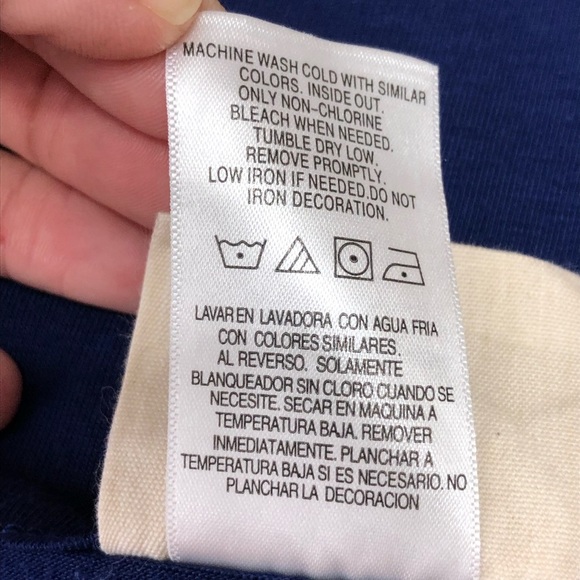 MACHINE WASH COLD WITH SIMILAR
COLORS. INSIDE OUT.
ONLY NON-CHLORINE
BLEACH WHEN NEEDED.
TUMBLE DRY LOW.
REMOVE PROMPTLY.
LOW IRON IF NEEDED.DO NOT
IRON DECORATION.
LAVAR EN LAVADORA CON AGUA FRIA
CON COLORES SIMILARES.
AL REVERSO. SOLAMENTE
BLANQUEADOR SIN CLORO CUANDO SE
NECESITE. SECAR EN MAQUINA A
TEMPERATURA BAJA. REMOVER
INMEDIATAMENTE. PLANCHAR A
TEMPERATURA BAJA SI ES NECESARIO. NO
PLANCHAR LA DECORACION